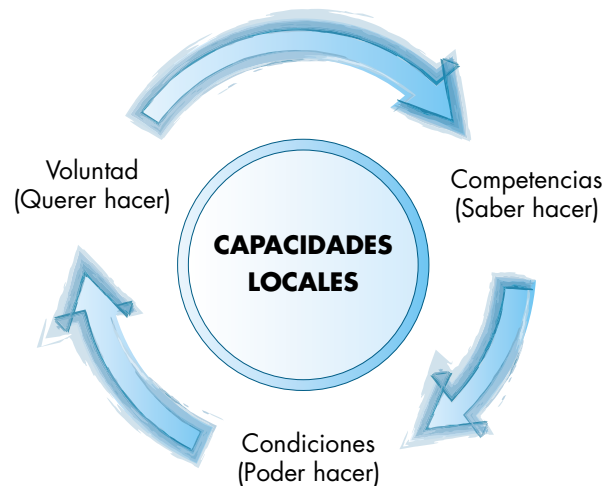 Voluntad
(Querer hacer)
Competencias
(Saber hacer)
CAPACIDADES
LOCALES
Condiciones
(Poder hacer)